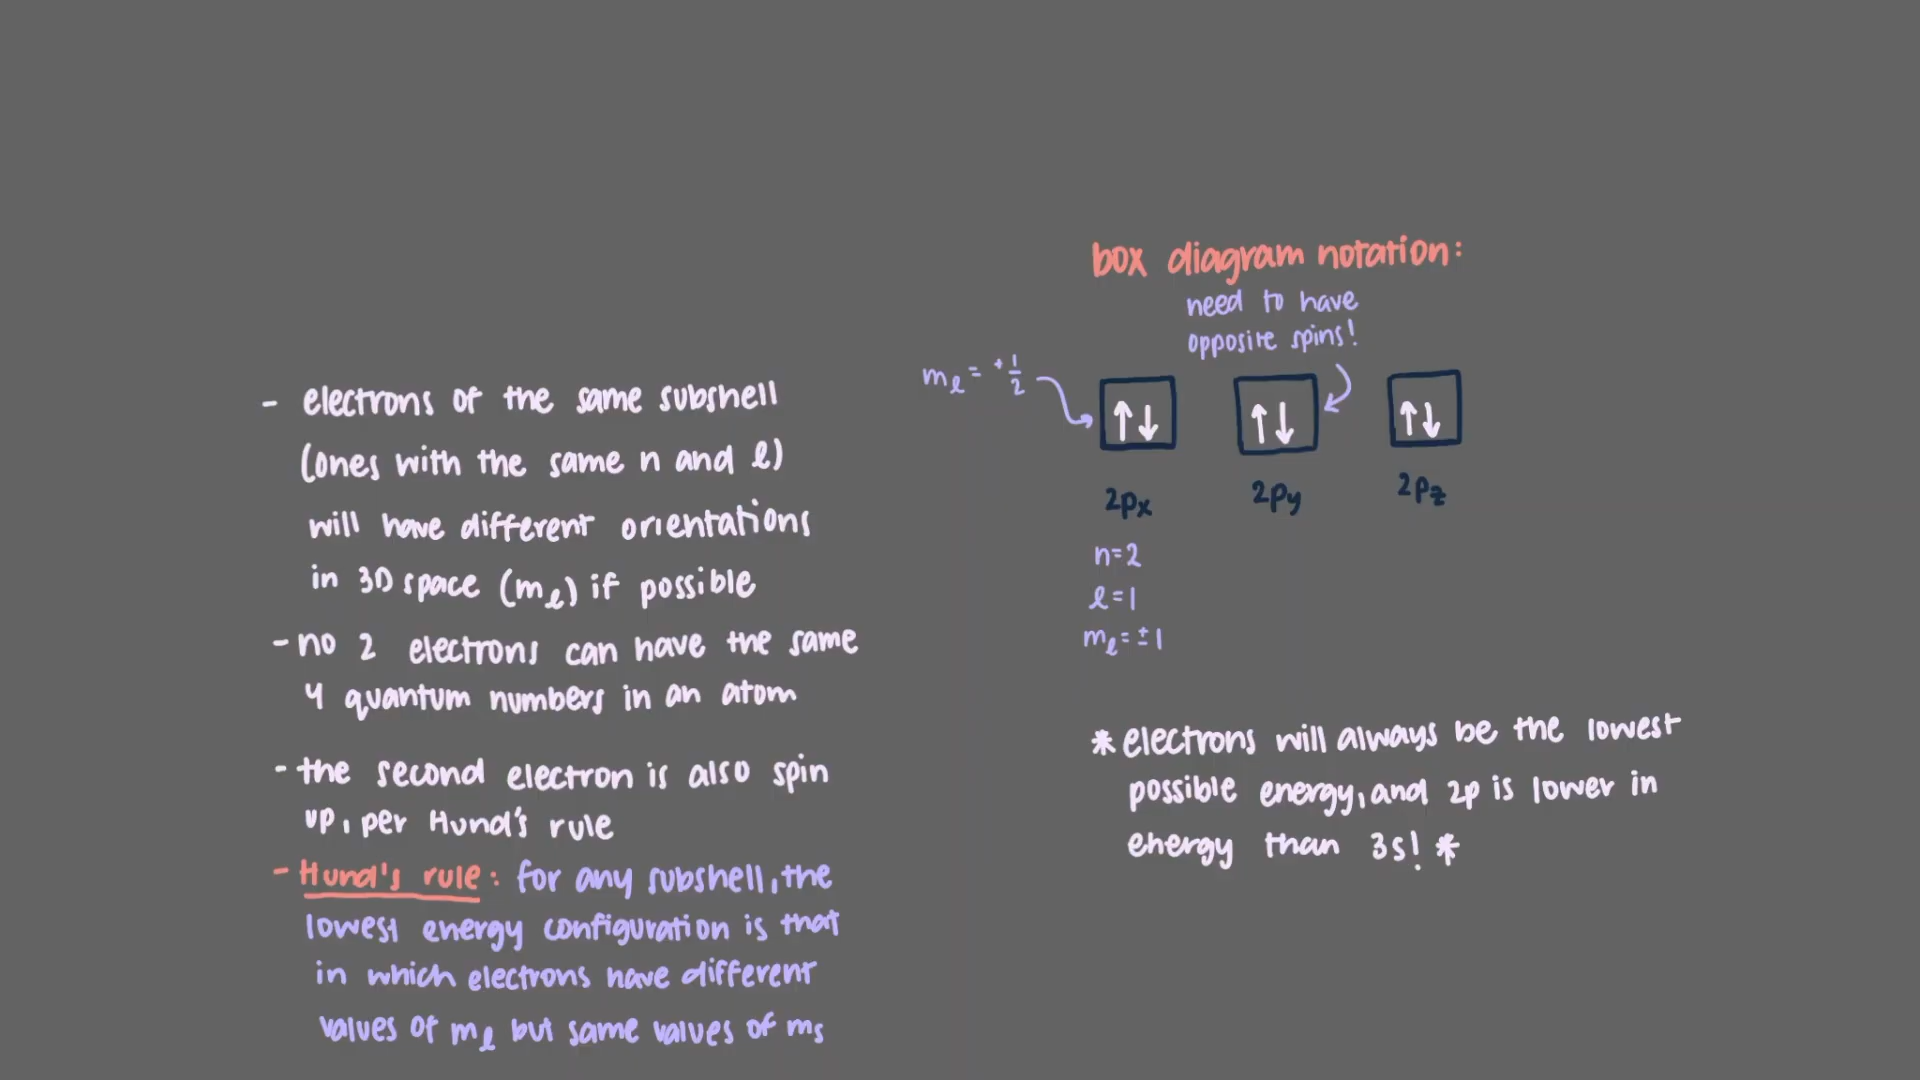 - electrons of the same subshell
(ones with the same n and l)
will have different orientations
in 3D space (mℓ) if possible
- no 2 electrons can have the same
4 quantum numbers in an atom
- the second electron is also spin
up, per Hund's rule
- Hund's rule: for any subshell, the
lowest energy configuration is that
in which electrons have different
values of mℓ but same values of ms
box diagram notation:
need to have
opposite spins!
mℓ = +1/2
↑↓ ↑↓ ↑↓
2px 2py 2pz
n=2
l=1
mℓ=±1
*electrons will always be the lowest
possible energy, and 2p is lower in
energy than 3s! *